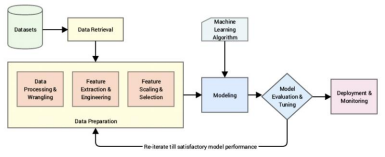 Datasets
Data Retrieval
Machine
Learning
Algorithm
Data
Processing &
Wrangling
Feature
Extraction &
Engineering
Feature
Scaling &
Selection
Data Preparation
Modeling
Model
Evaluation &
Tuning
Deployment &
Monitoring
Re-iterate till satisfactory model performance